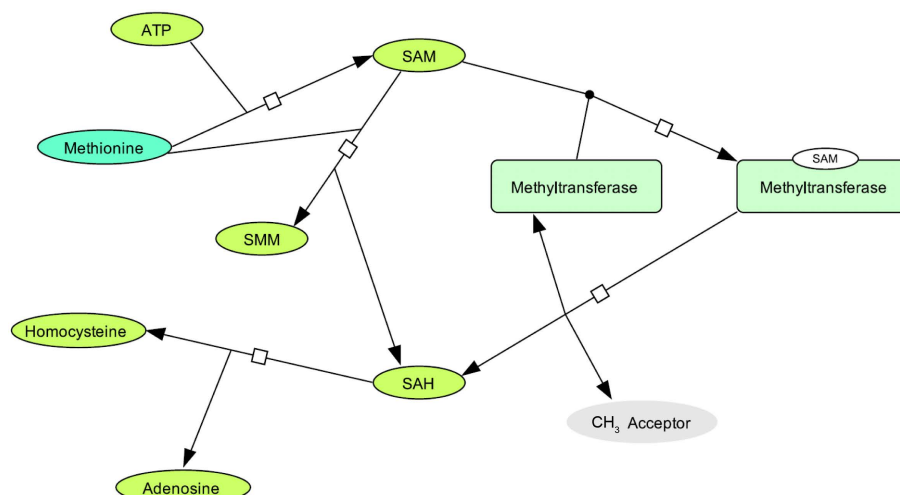 ATP
SAM
Methionine
SAM
Methyltransferase
Methyltransferase
SMM
Homocysteine
SAH
CH₃ Acceptor
Adenosine